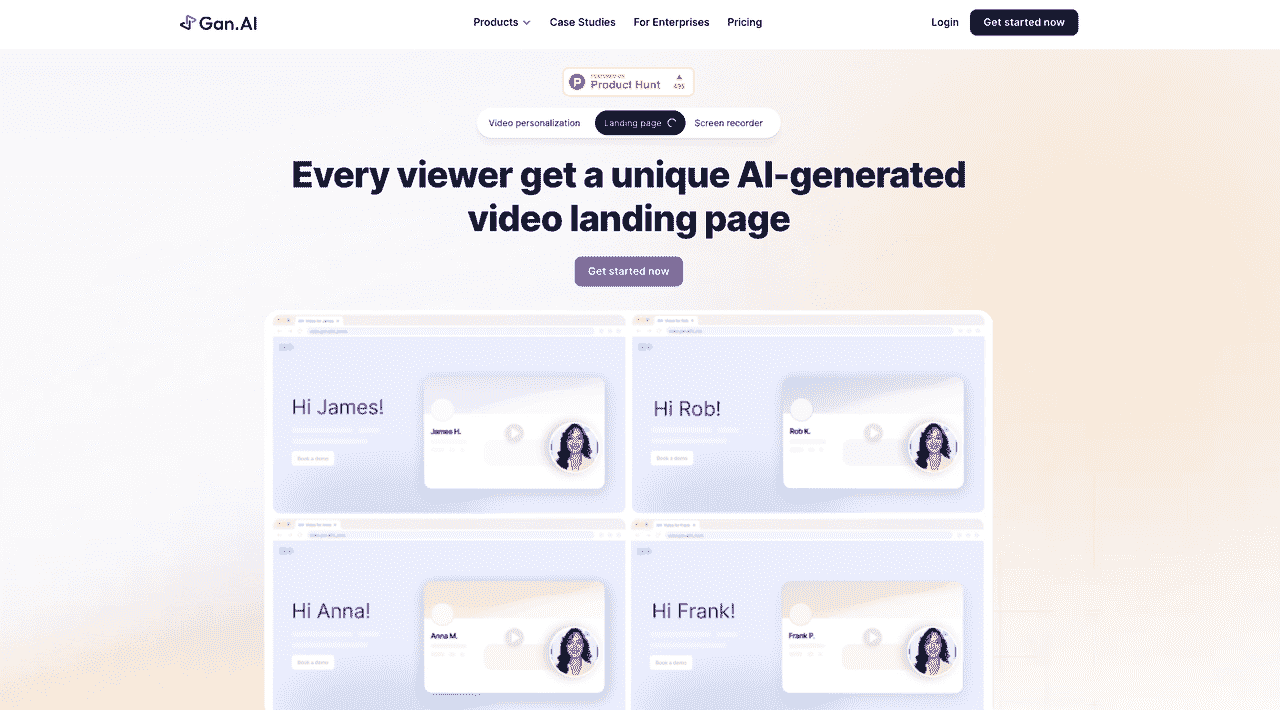 Gan.AI
Products
Case Studies
For Enterprises
Pricing
Login
Get started now
Product Hunt
Video personalization
Landing page
Screen recorder
Every viewer get a unique AI-generated
video landing page
Get started now
Hi James!
James H.
Book a demo
Hi Rob!
Rob K.
Book a demo
Hi Anna!
Anna M.
Book a demo
Hi Frank!
Frank P.
Book a demo